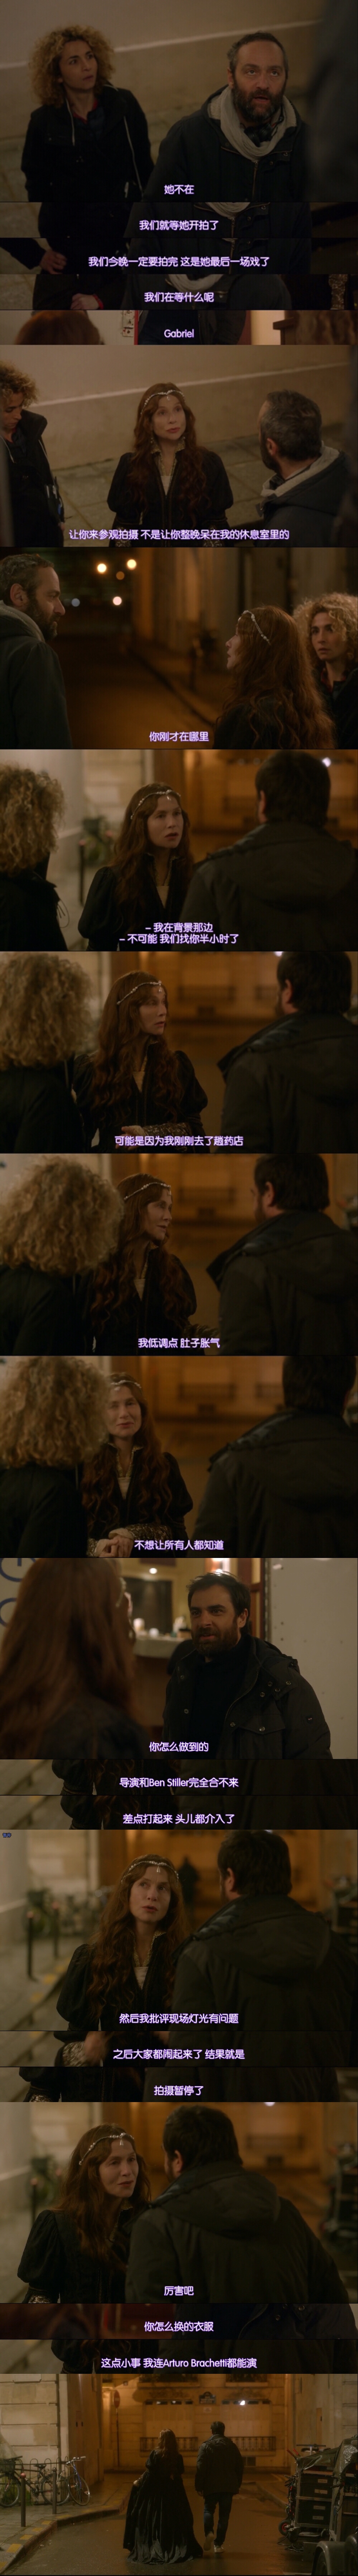 她不在
我们就等她开拍了
我们今晚一定要拍完 这是她最后一场戏了
我们在等什么呢
Gabriel
让你来参观拍摄 不是让你整晚呆在我的休息室里的
你刚才在哪里
– 我在背景那边
– 不可能 我们找你半小时了
可能是因为我刚刚去了趟药店
我低调点 肚子胀气
不想让所有人都知道
你怎么做到的
导演和Ben Stiller完全合不来
差点打起来 头儿都介入了
然后我批评现场灯光有问题
之后大家都闹起来了 结果就是
拍摄暂停了
厉害吧
你怎么换的衣服
这点小事 我连Arturo Brachetti都能演